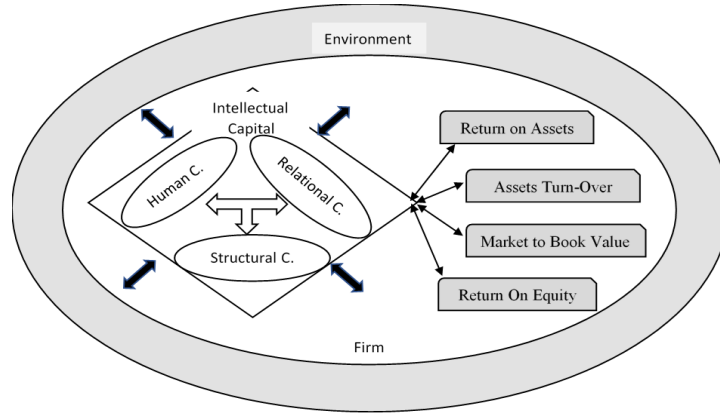 Environment
Intellectual
Capital
Human C.
Relational C.
Structural C.
Return on Assets
Assets Turn-Over
Market to Book Value
Return On Equity
Firm